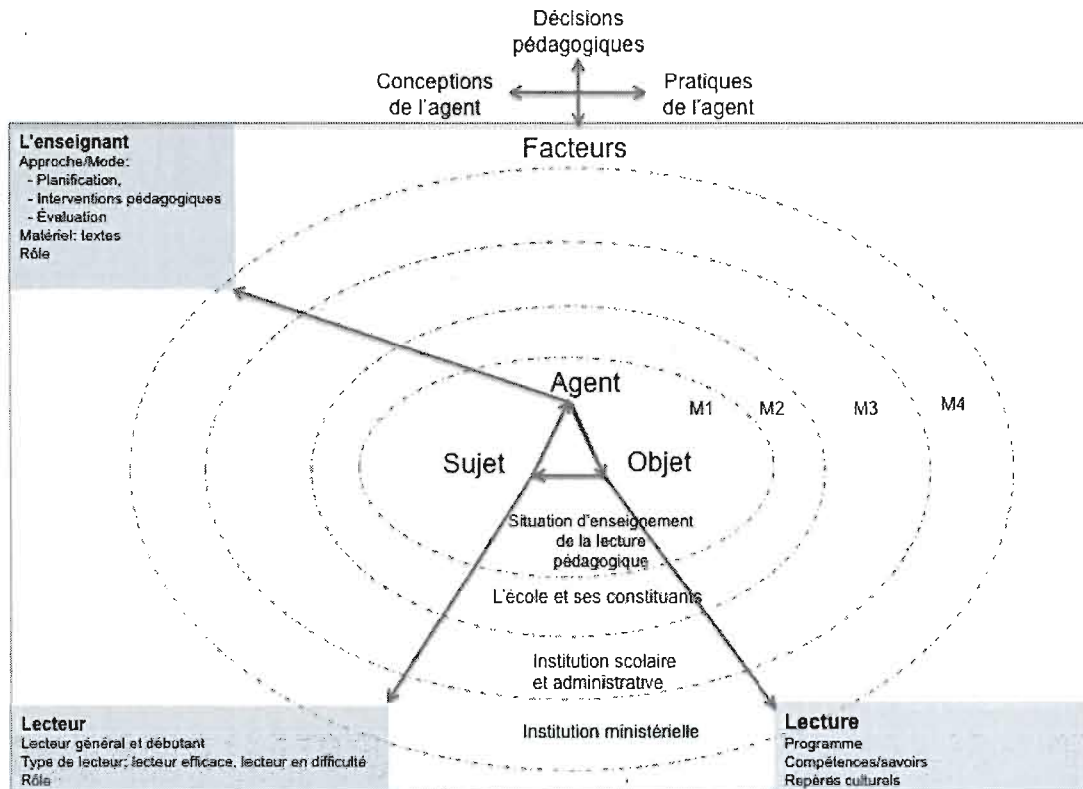 Décisions
pédagogiques
Conceptions
de l'agent
Pratiques
de l'agent
L'enseignant
Approche/Mode:
- Planification,
- Interventions pédagogiques
- Évaluation
Matériel: textes
Rôle
Facteurs
Agent
M1 M2 M3 M4
Sujet Objet
Situation d'enseignement
de la lecture
pédagogique
L'école et ses constituants
Institution scolaire
et administrative
Institution ministérielle
Lecteur
Lecteur général et débutant
Type de lecteur: lecteur efficace, lecteur en difficulté
Rôle
Lecture
Programme
Compétences/savoirs
Repères culturels